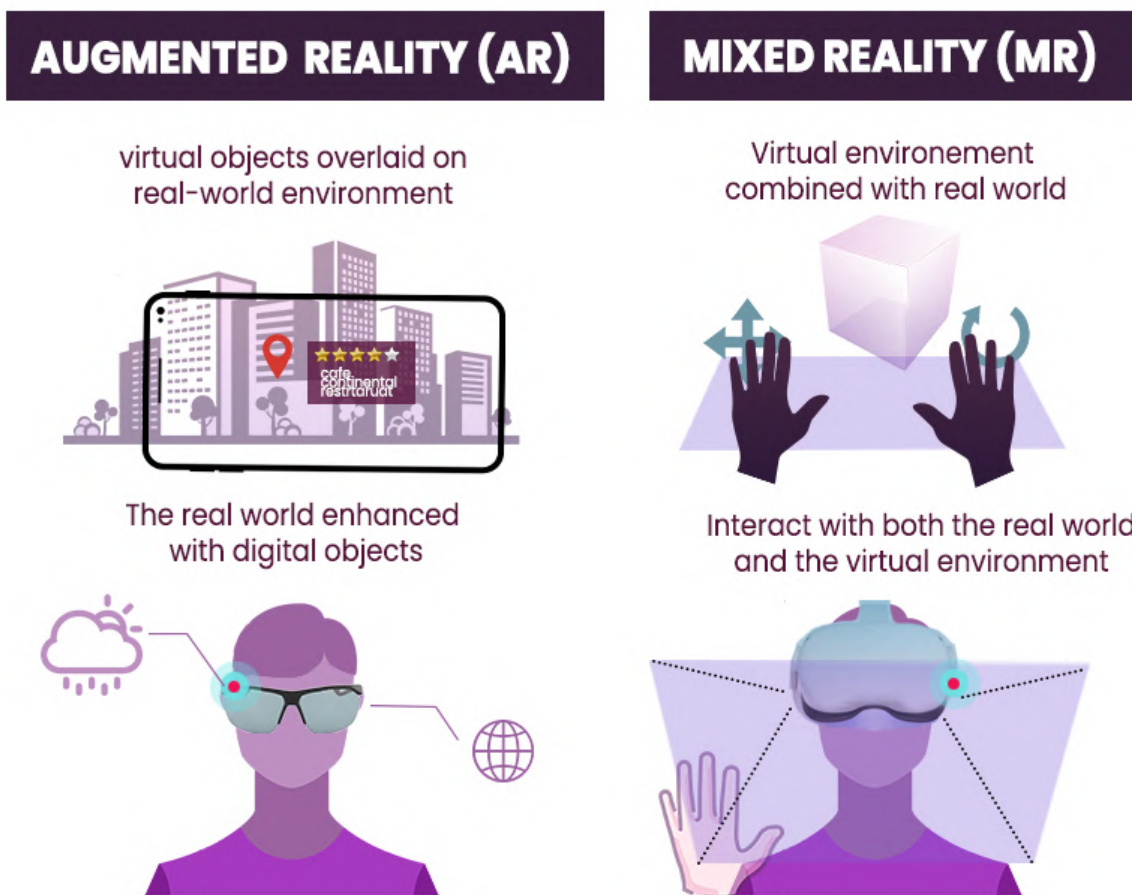 AUGMENTED REALITY (AR)
virtual objects overlaid on
real-world environment
cafe
continental
restrtaruat
The real world enhanced
with digital objects
MIXED REALITY (MR)
Virtual environement
combined with real world
Interact with both the real world
and the virtual environment